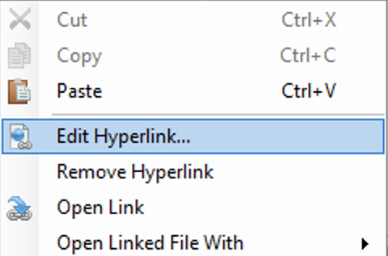 Cut Ctrl+X
Copy Ctrl+C
Paste Ctrl+V
Edit Hyperlink...
Remove Hyperlink
Open Link
Open Linked File With